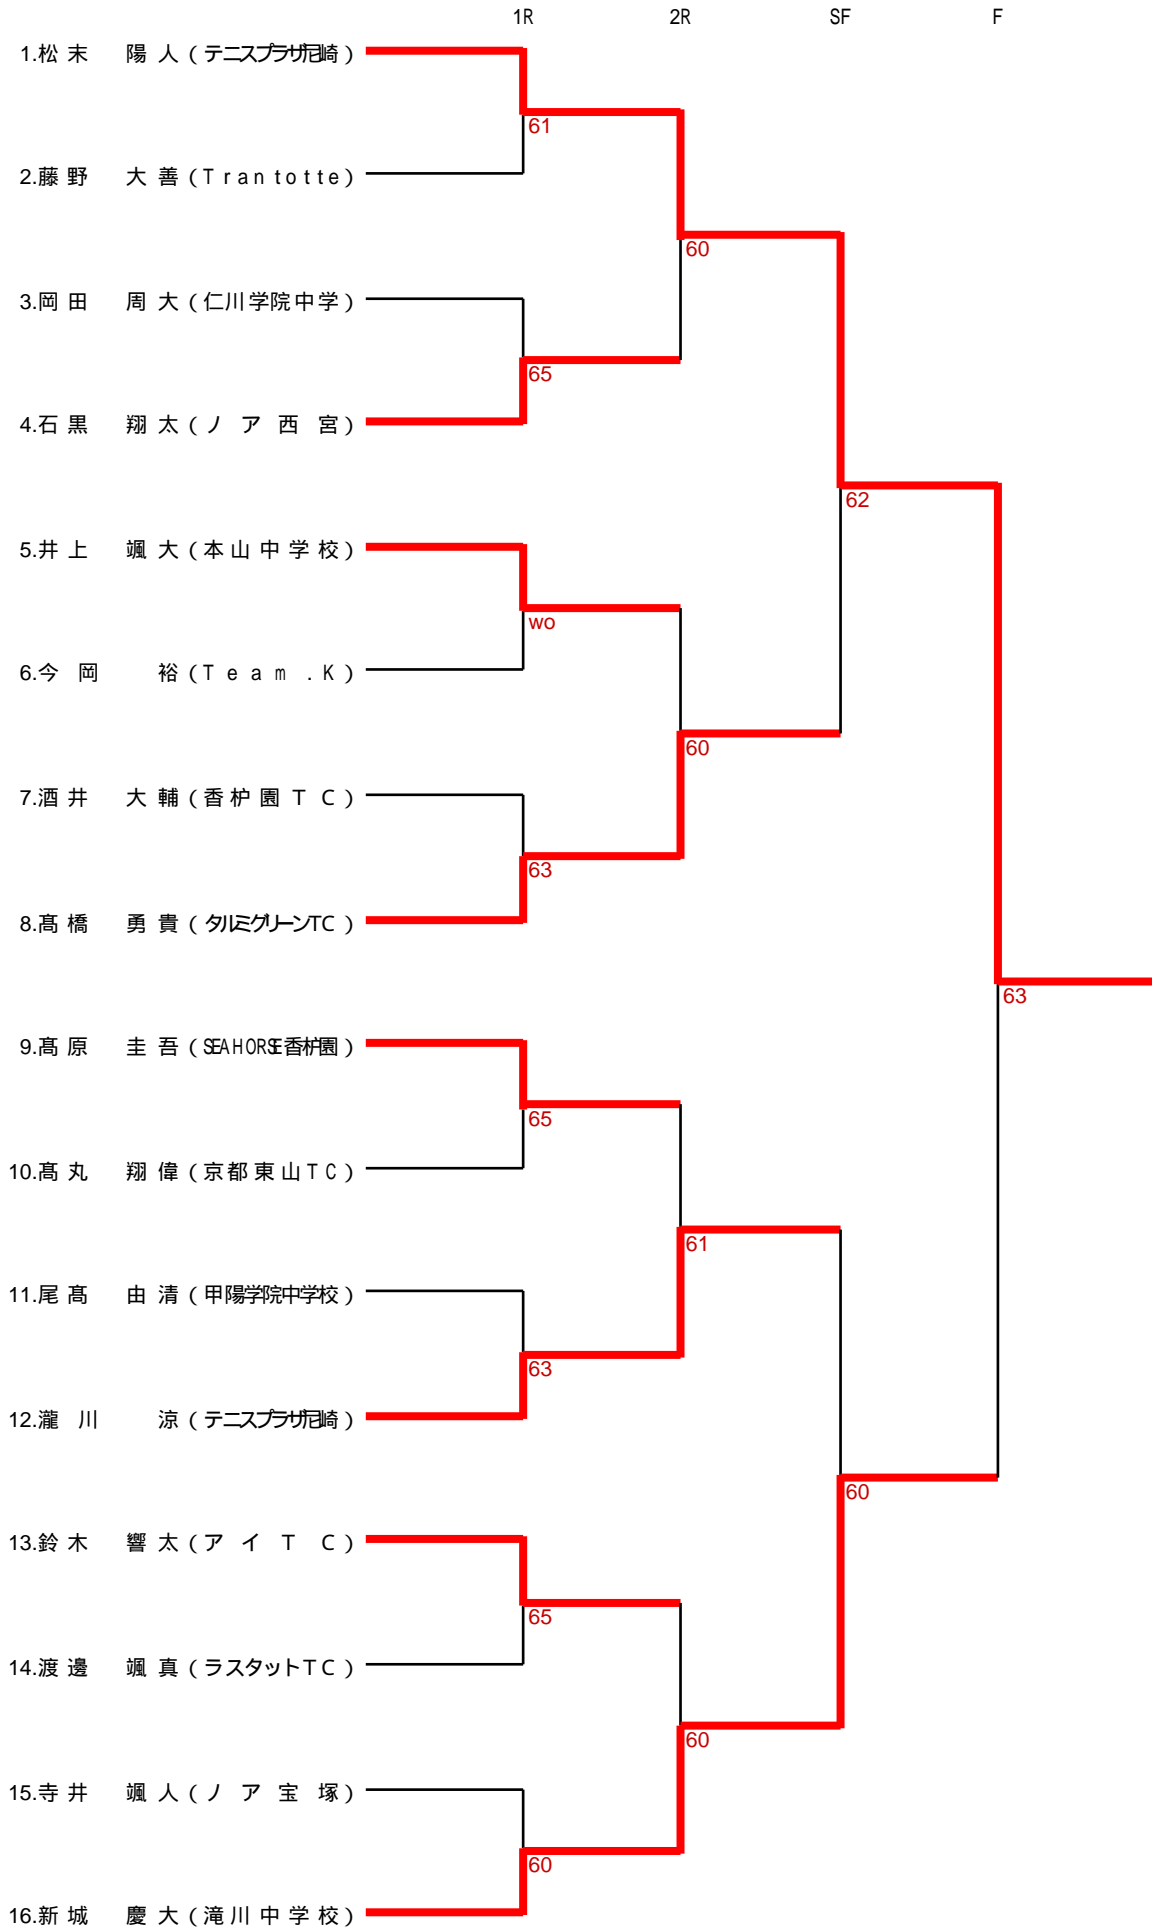 1R 2R SF F
1.松末 陽人(テニスプラザ尼崎)
61
2.藤野 大善(Trantotte)
60
3.岡田 周大(仁川学院中学)
65
4.石黒 翔太(ノア西宮)
62
5.井上 颯大(本山中学校)
wo
6.今岡 裕(Team.K)
60
7.酒井 大輔(香枦園TC)
63
8.髙橋 勇貴(タルミグリーンTC)
63
9.髙原 圭吾(SEAHORSE香枦園)
65
10.髙丸 翔偉(京都東山TC)
61
11.尾髙 由清(甲陽学院中学校)
63
12.瀧川 涼(テニスプラザ尼崎)
60
13.鈴木 響太(アイTC)
65
14.渡邊 颯真(ラスタットTC)
60
15.寺井 颯人(ノア宝塚)
60
16.新城 慶大(滝川中学校)